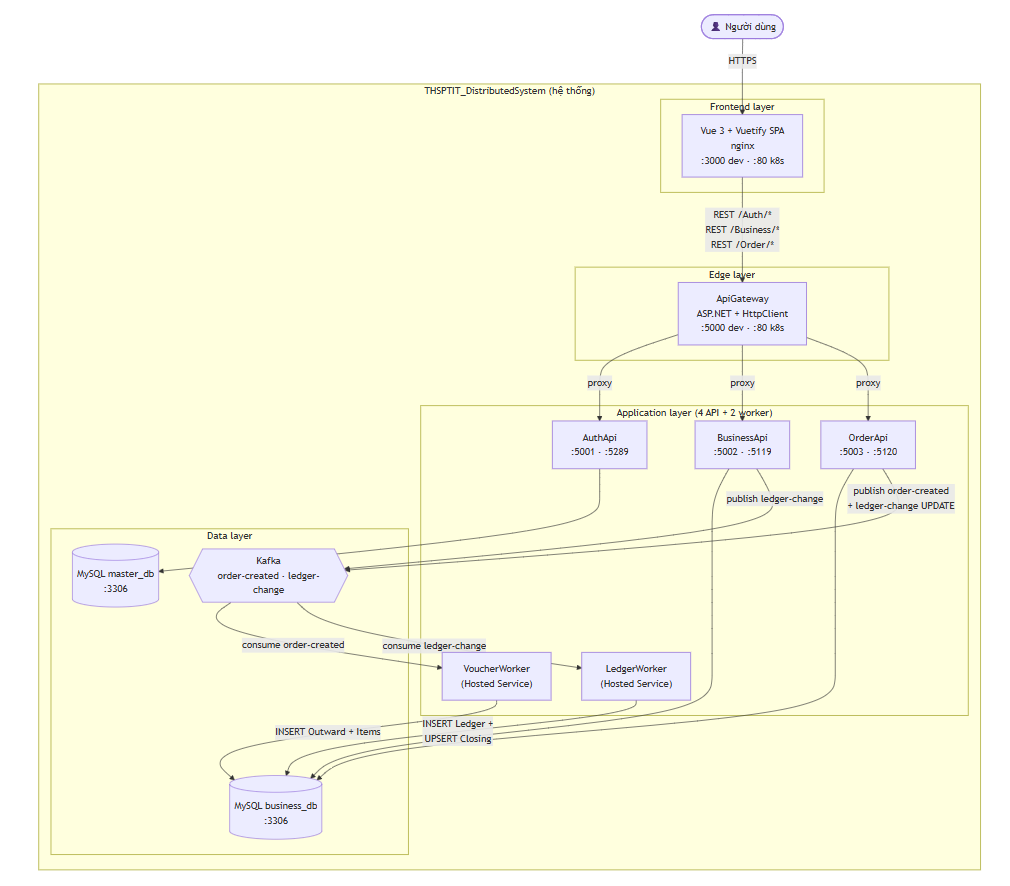 Người dùng
HTTPS
THSPTIT_DistributedSystem (hệ thống)
Frontend layer
Vue 3 + Vuetify SPA
nginx
:3000 dev · :80 k8s
REST /Auth/*
REST /Business/*
REST /Order/*
Edge layer
ApiGateway
ASP.NET + HttpClient
:5000 dev · :80 k8s
proxy
proxy
proxy
Application layer (4 API + 2 worker)
AuthApi
:5001 · :5289
BusinessApi
:5002 · :5119
OrderApi
:5003 · :5120
publish ledger-change
publish order-created
+ ledger-change UPDATE
Data layer
MySQL master_db
:3306
Kafka
order-created · ledger-
change
consume order-created
consume ledger-change
VoucherWorker
(Hosted Service)
LedgerWorker
(Hosted Service)
INSERT Outward + Items
INSERT Ledger +
UPSERT Closing
MySQL business_db
:3306